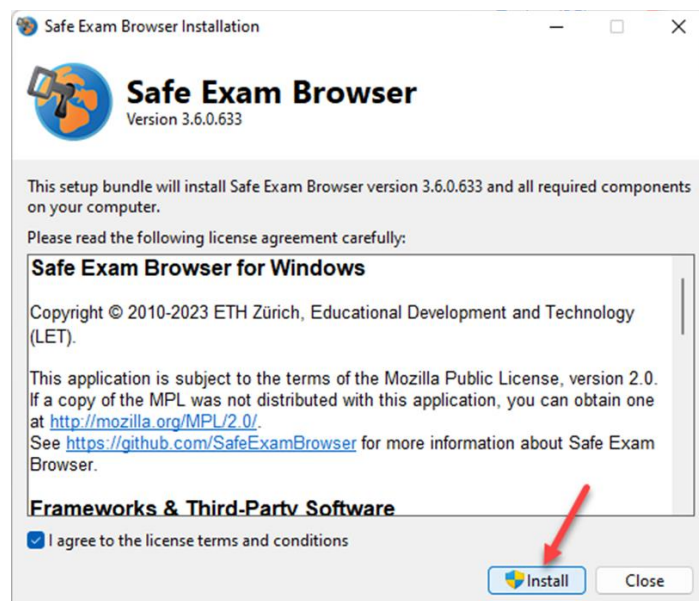 Safe Exam Browser Installation
Safe Exam Browser
Version 3.6.0.633
This setup bundle will install Safe Exam Browser version 3.6.0.633 and all required components
on your computer.
Please read the following license agreement carefully:
Safe Exam Browser for Windows
Copyright © 2010-2023 ETH Zürich, Educational Development and Technology
(LET).
This application is subject to the terms of the Mozilla Public License, version 2.0.
If a copy of the MPL was not distributed with this application, you can obtain one
at http://mozilla.org/MPL/2.0/.
See https://github.com/SafeExamBrowser for more information about Safe Exam
Browser.
Frameworks & Third-Party Software
I agree to the license terms and conditions
Install Close